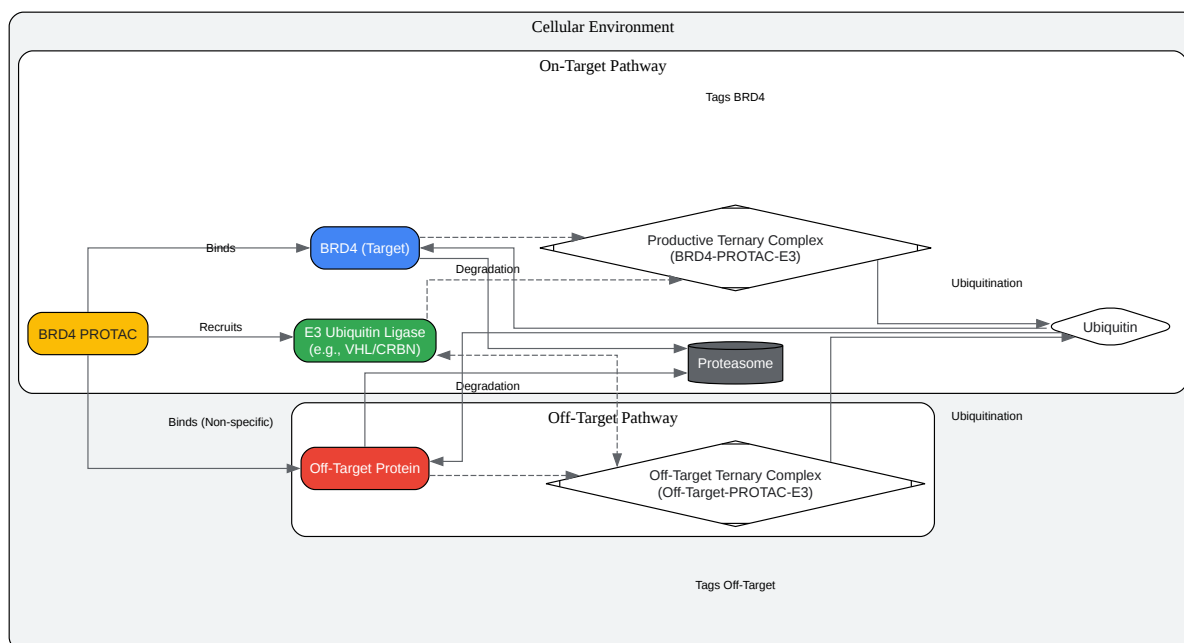 Cellular Environment
On-Target Pathway
Tags BRD4
Binds
BRD4 (Target)
Productive Ternary Complex
(BRD4-PROTAC-E3)
Degradation
Ubiquitination
BRD4 PROTAC
Recruits
E3 Ubiquitin Ligase
(e.g., VHL/CRBN)
Ubiquitin
Proteasome
Degradation
Binds (Non-specific)
Off-Target Pathway
Ubiquitination
Off-Target Protein
Off-Target Ternary Complex
(Off-Target-PROTAC-E3)
Tags Off-Target